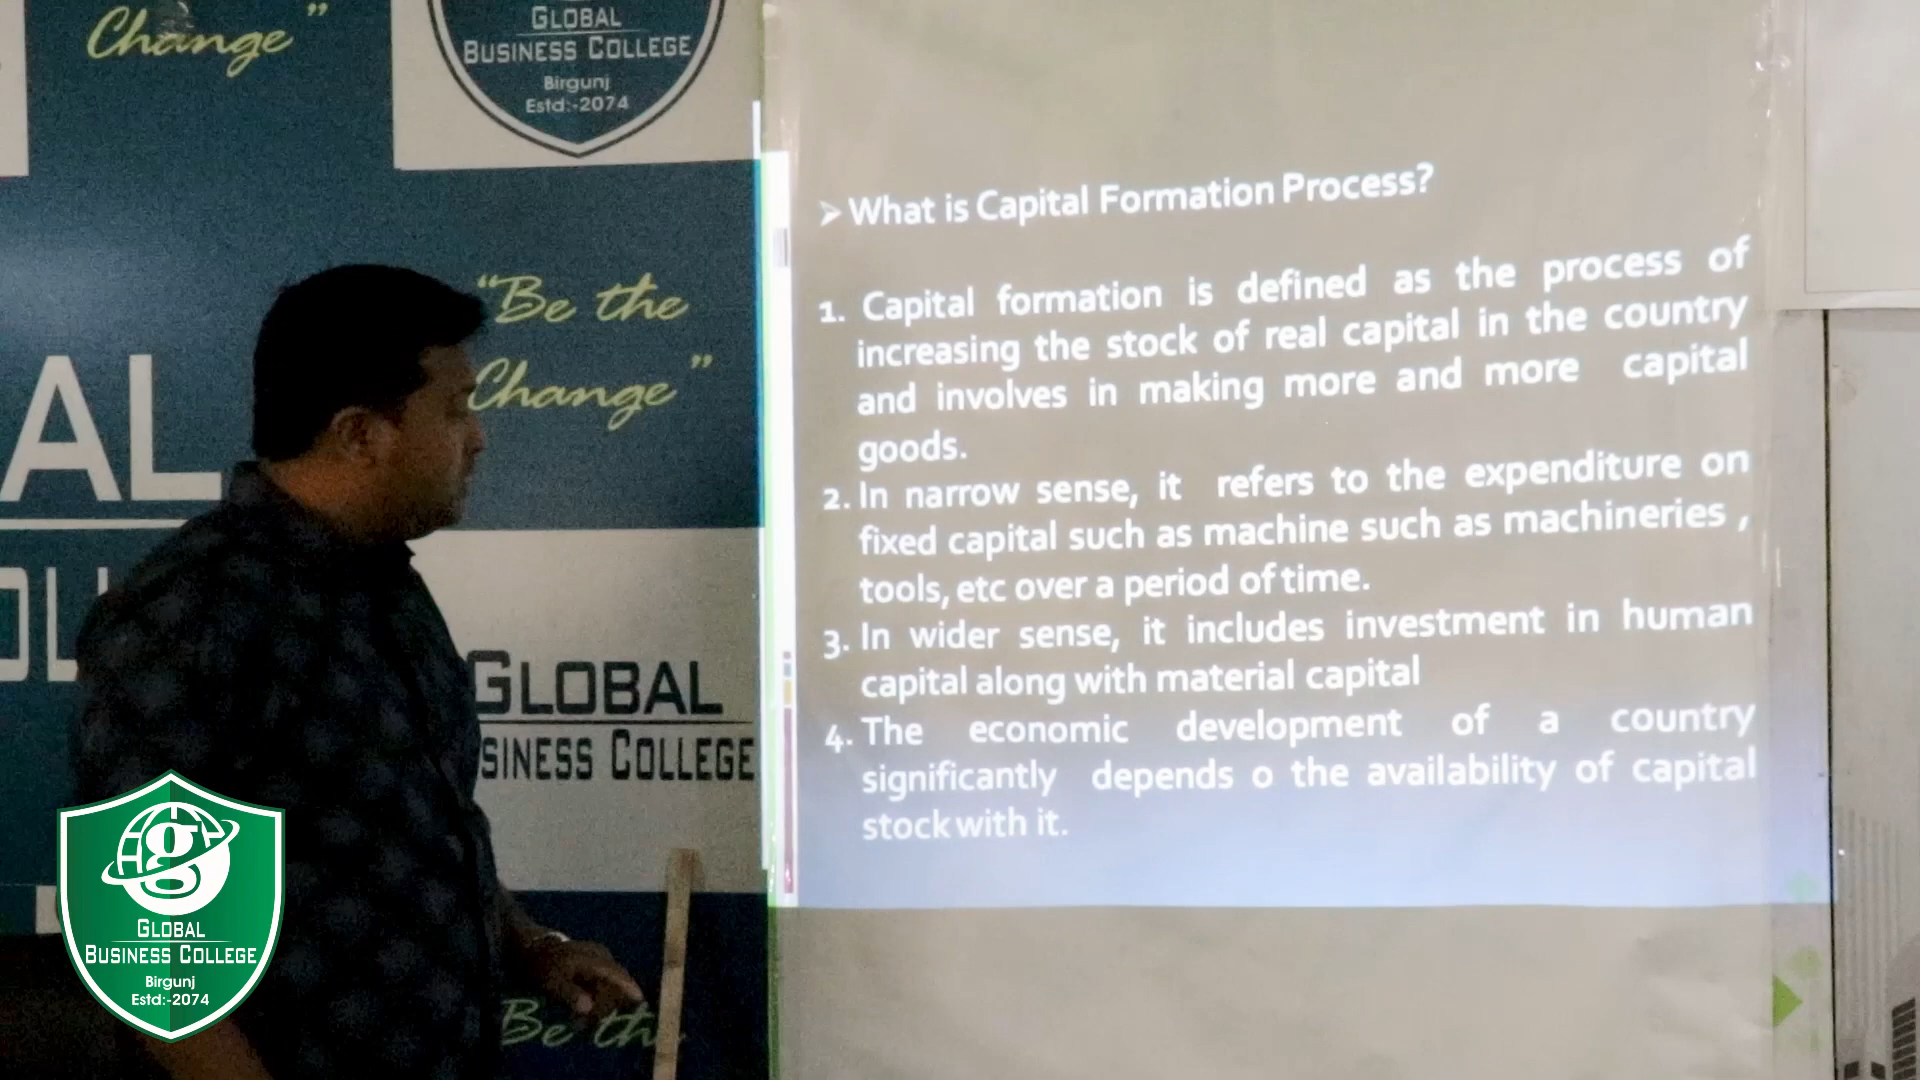 Change"
GLOBAL
BUSINESS COLLEGE
Birgunj
Estd:-2074
"Be the
Change"
AL
GLOBAL
SINESS COLLEGE
Be th
➢ What is Capital Formation Process?
1. Capital formation is defined as the process of
increasing the stock of real capital in the country
and involves in making more and more capital
goods.
2. In narrow sense, it refers to the expenditure on
fixed capital such as machine such as machineries ,
tools, etc over a period of time.
3. In wider sense, it includes investment in human
capital along with material capital
4. The economic development of a country
significantly depends o the availability of capital
stock with it.
g
GLOBAL
BUSINESS COLLEGE
Birgunj
Estd:-2074